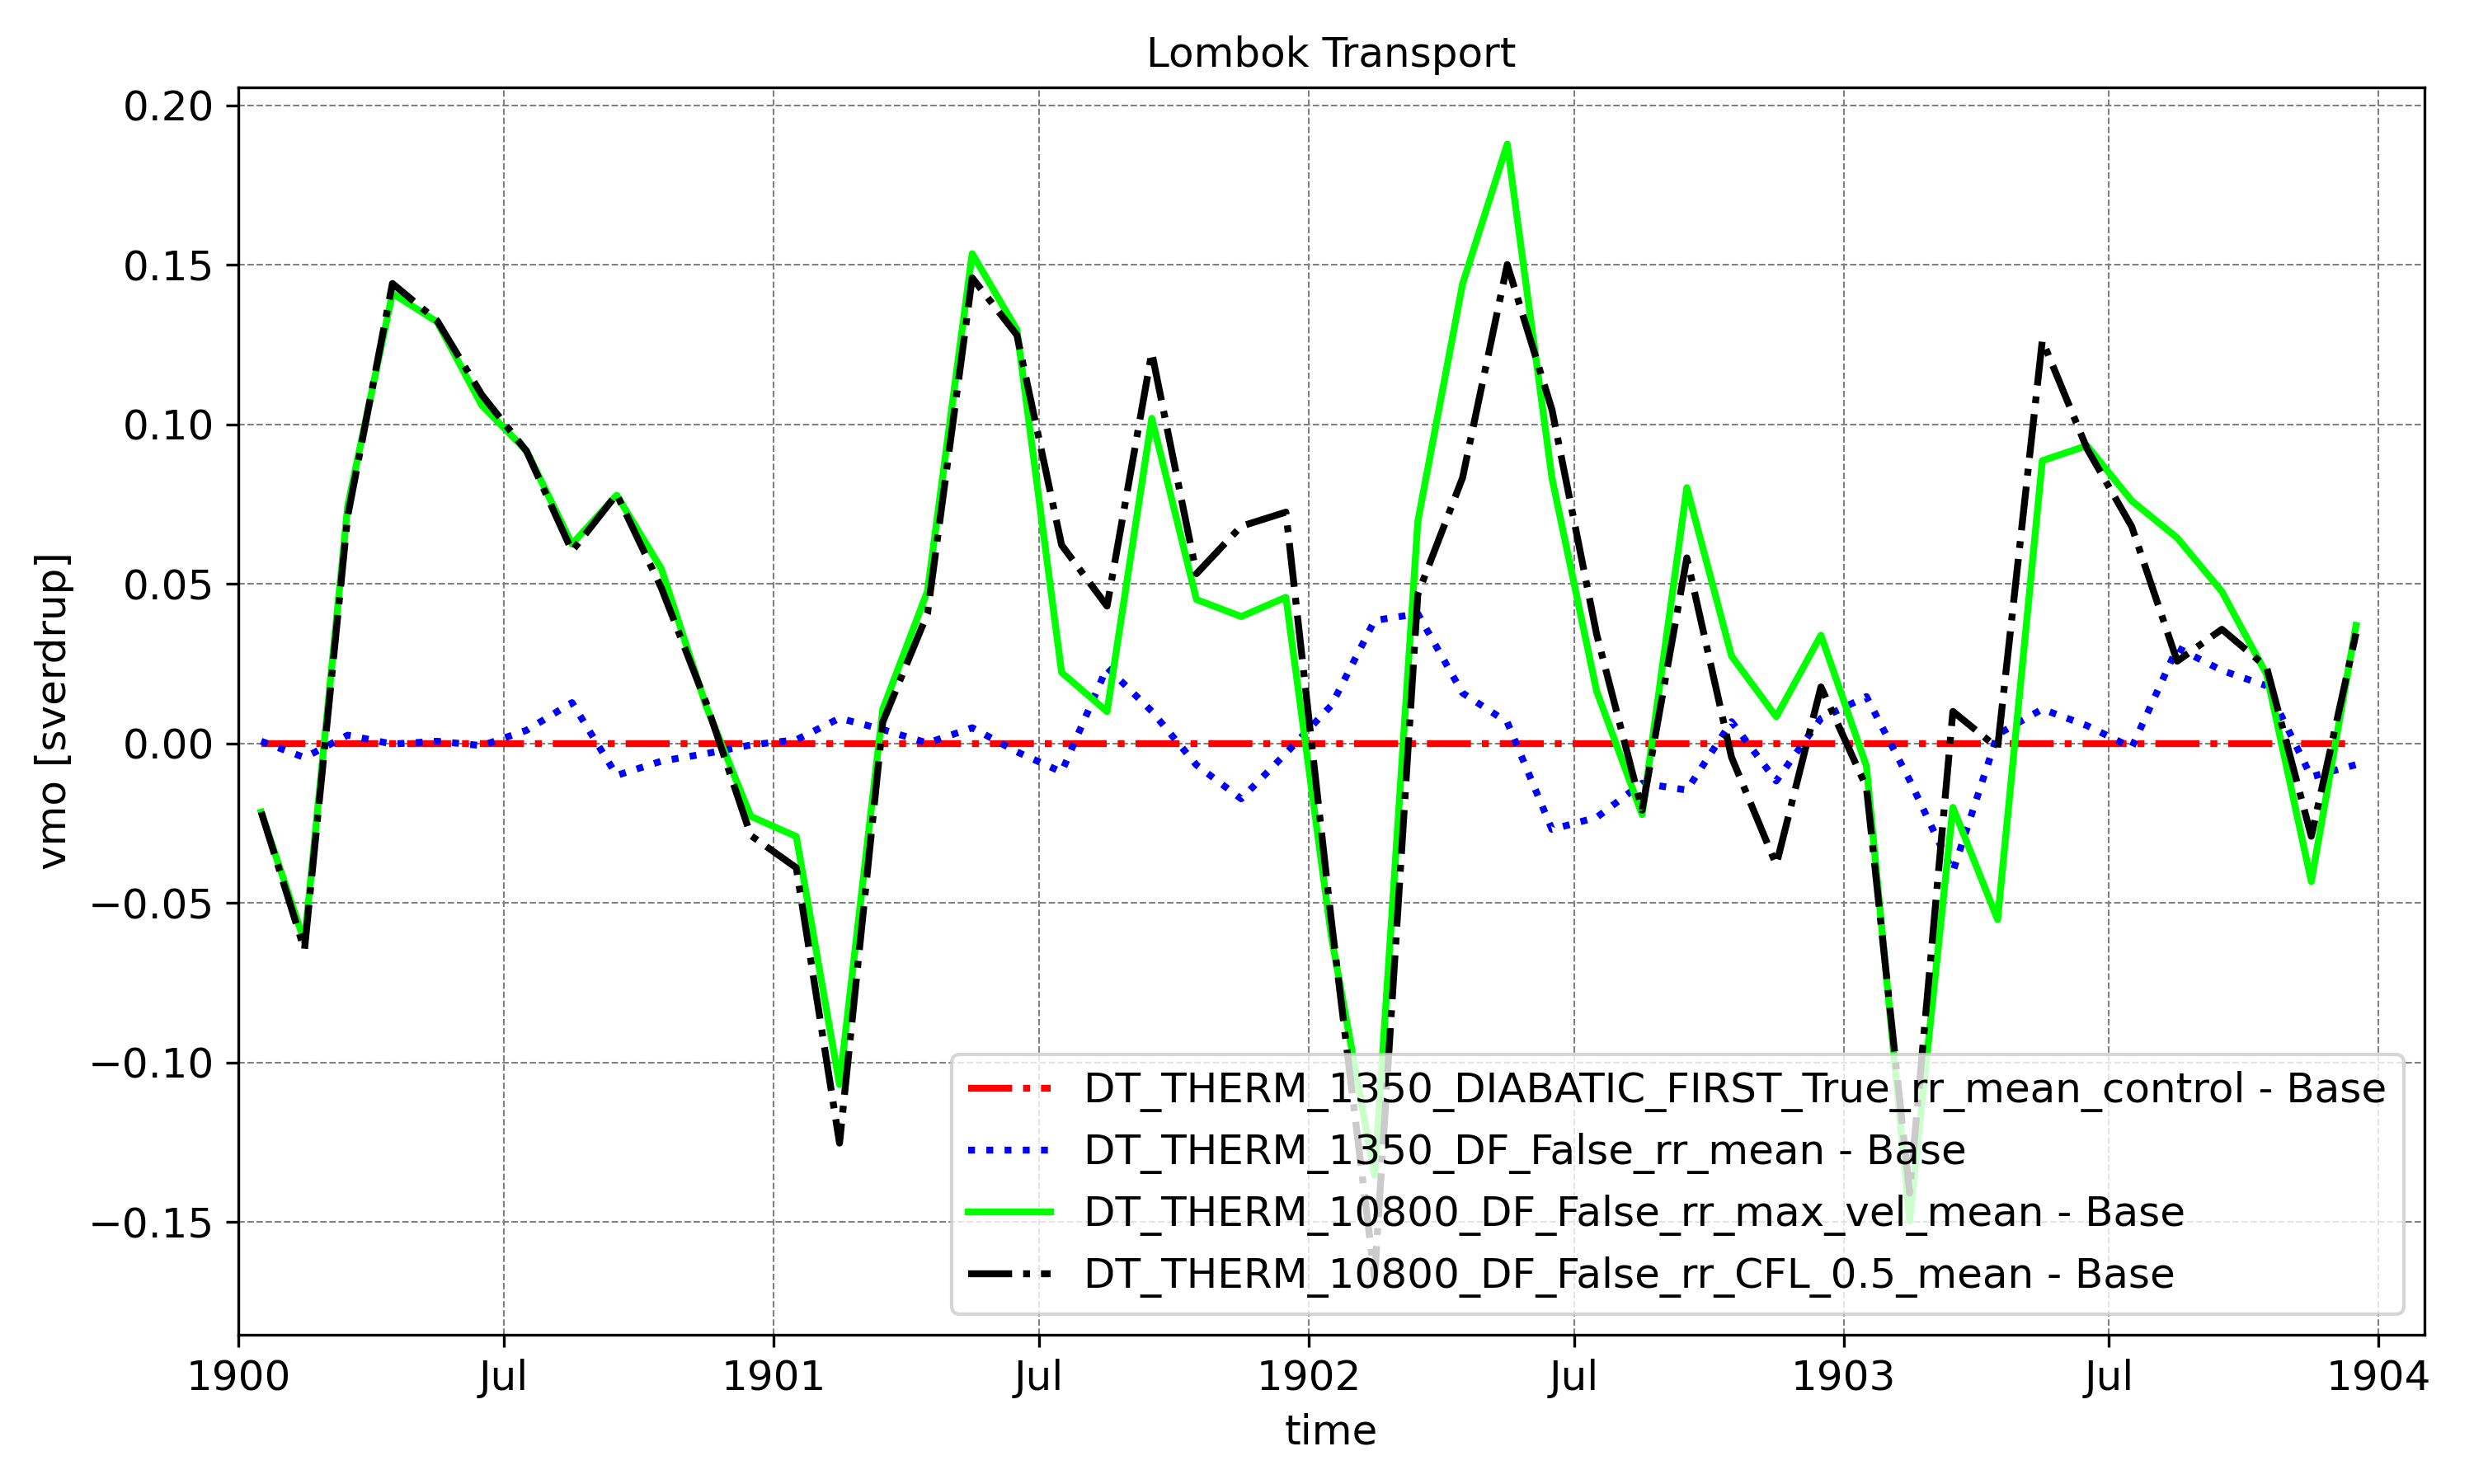 Lombok Transport
0.20
0.15
0.10
0.05
0.00
−0.05
−0.10
−0.15
vmo [sverdrup]
DT_THERM_1350_DIABATIC_FIRST_True_rr_mean_control - Base
DT_THERM_1350_DF_False_rr_mean - Base
DT_THERM_10800_DF_False_rr_max_vel_mean - Base
DT_THERM_10800_DF_False_rr_CFL_0.5_mean - Base
1900 Jul 1901 Jul 1902 Jul 1903 Jul 1904
time